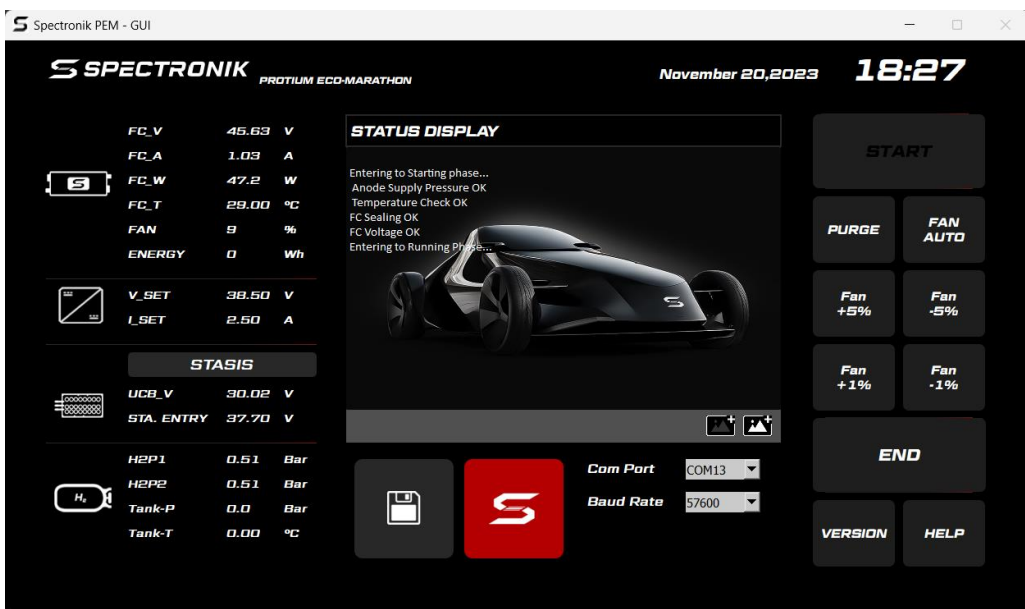 Spectronik PEM - GUI
SPECTRONIK PROTIUM ECO-MARATHON
November 20,2023
18:27
FC_V 45.63 V
FC_A 1.03 A
FC_W 47.2 W
FC_T 29.00 ºC
FAN 9 %
ENERGY 0 Wh
V_SET 38.50 V
I_SET 2.50 A
STASIS
UCB_V 30.02 V
STA. ENTRY 37.70 V
H2P1 0.51 Bar
H2P2 0.51 Bar
H₂
Tank-P 0.0 Bar
Tank-T 0.00 ºC
STATUS DISPLAY
Entering to Starting phase...
Anode Supply Pressure OK
Temperature Check OK
FC Sealing OK
FC Voltage OK
Entering to Running Phase...
Com Port COM13
Baud Rate 57600
START
PURGE
FAN
AUTO
Fan
+5%
Fan
-5%
Fan
+1%
Fan
-1%
END
VERSION
HELP